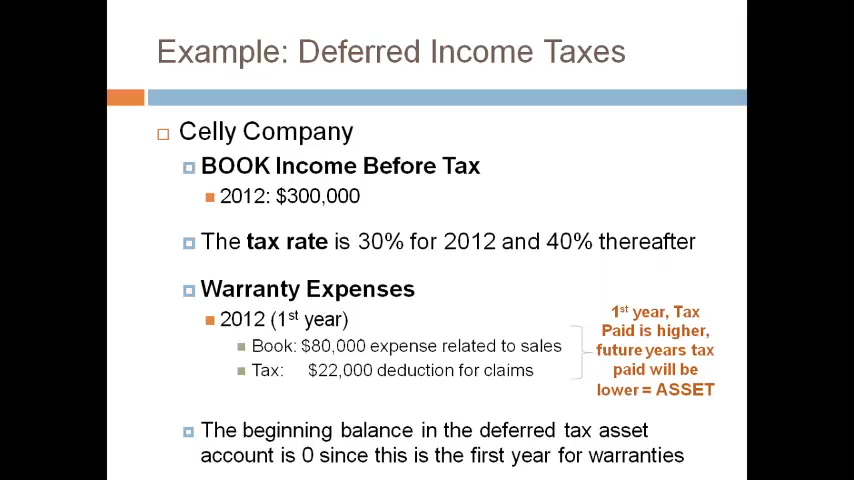 Example: Deferred Income Taxes
Celly Company
BOOK Income Before Tax
2012: $300,000
The tax rate is 30% for 2012 and 40% thereafter
Warranty Expenses
2012 (1st year)
Book: $80,000 expense related to sales
Tax: $22,000 deduction for claims
1st year, Tax
Paid is higher,
future years tax
paid will be
lower = ASSET
The beginning balance in the deferred tax asset
account is 0 since this is the first year for warranties